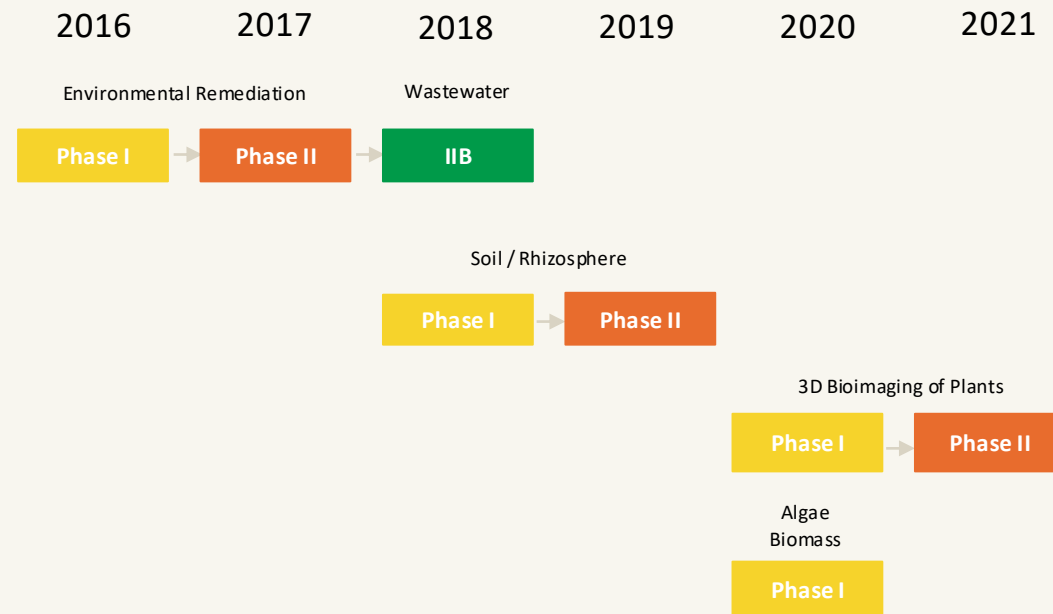 2016 2017 2018 2019 2020 2021
Environmental Remediation Wastewater
Phase I Phase II IIB
Soil / Rhizosphere
Phase I Phase II
3D Bioimaging of Plants
Phase I Phase II
Algae
Biomass
Phase I